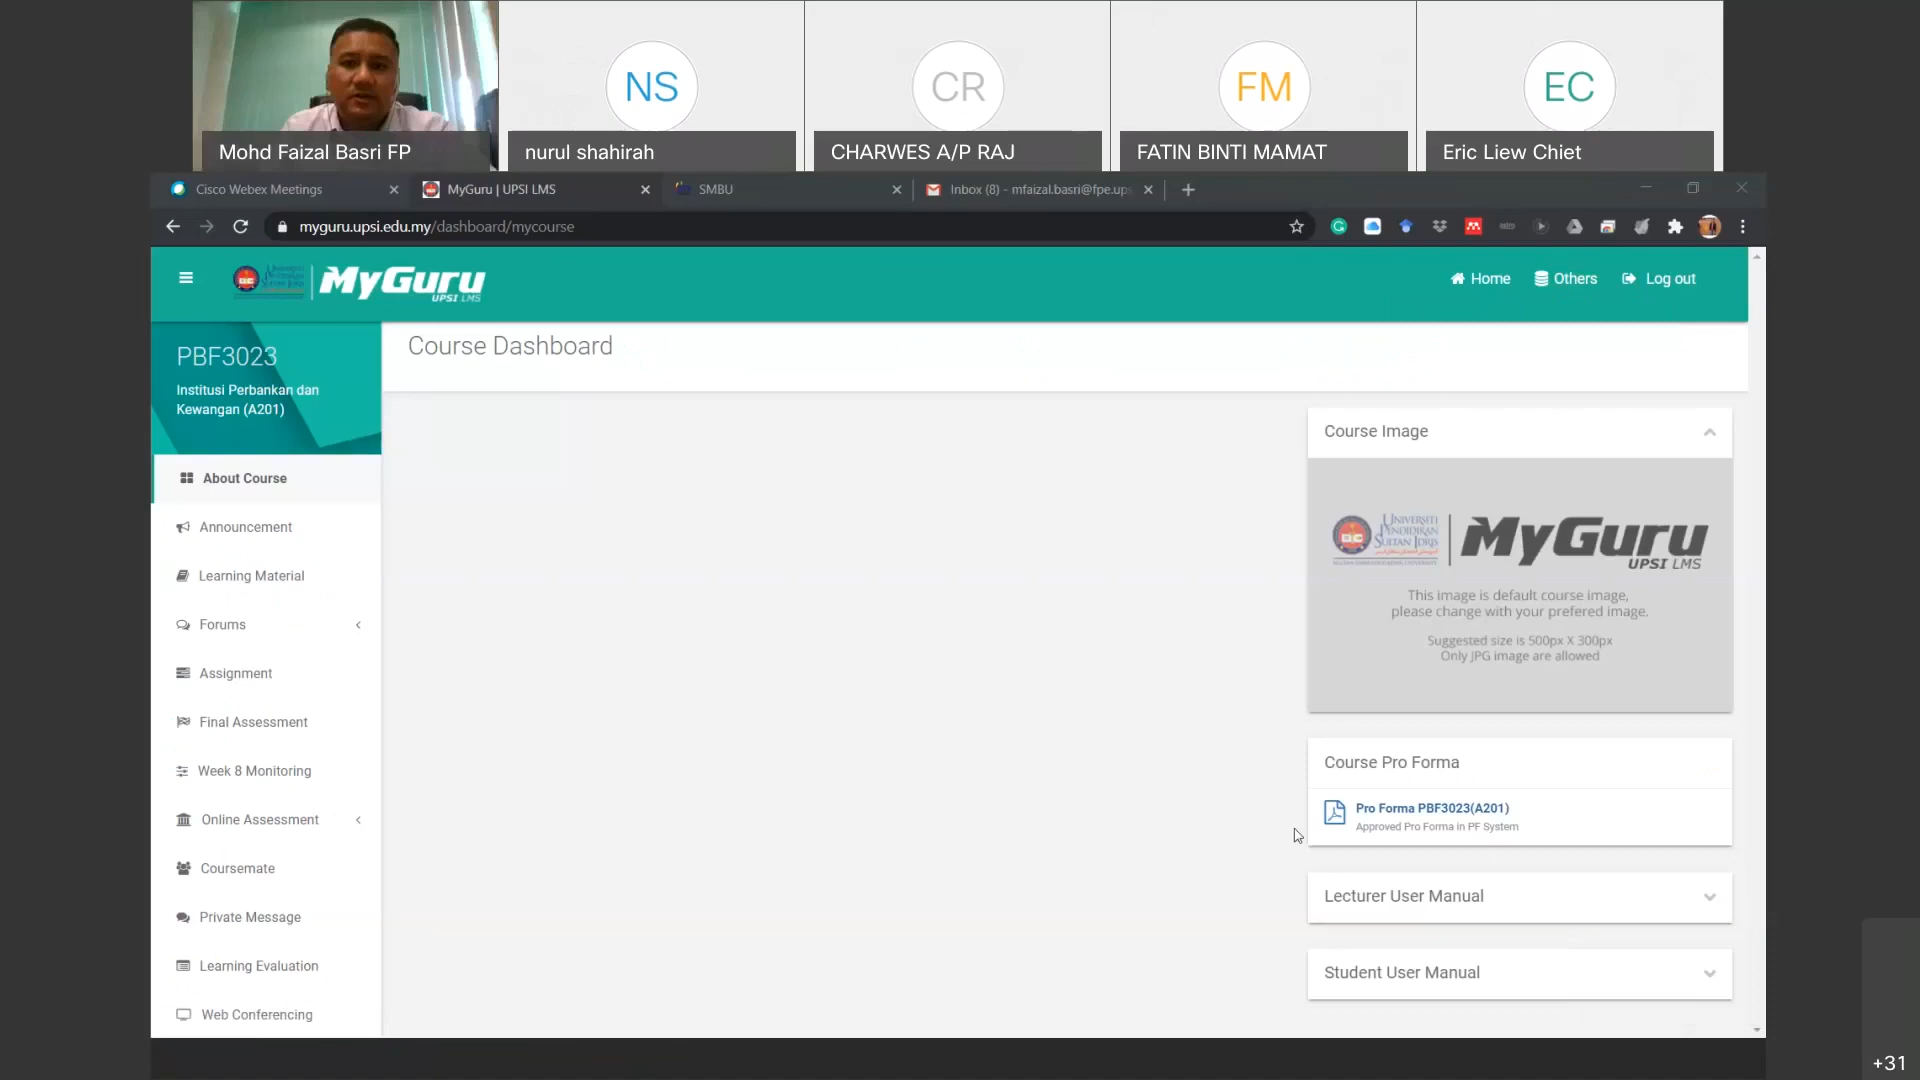 NS
CR
FM
EC
Mohd Faizal Basri FP
nurul shahirah
CHARWES A/P RAJ
FATIN BINTI MAMAT
Eric Liew Chiet
Cisco Webex Meetings
MyGuru | UPSI LMS
SMBU
Inbox (8) - mfaizal.basri@fpe.ups
myguru.upsi.edu.my/dashboard/mycourse
MyGuru
UPSI LMS
Home
Others
Log out
PBF3023
Institusi Perbankan dan
Kewangan (A201)
Course Dashboard
About Course
Announcement
Learning Material
Forums
Assignment
Final Assessment
Week 8 Monitoring
Online Assessment
Coursemate
Private Message
Learning Evaluation
Web Conferencing
Course Image
UNIVERSITI
PENDIDIKAN
SULTAN IDRIS
MyGuru
UPSI LMS
This image is default course image,
please change with your prefered image.
Suggested size is 500px X 300px
Only JPG image are allowed
Course Pro Forma
Pro Forma PBF3023(A201)
Approved Pro Forma in PF System
Lecturer User Manual
Student User Manual
+31